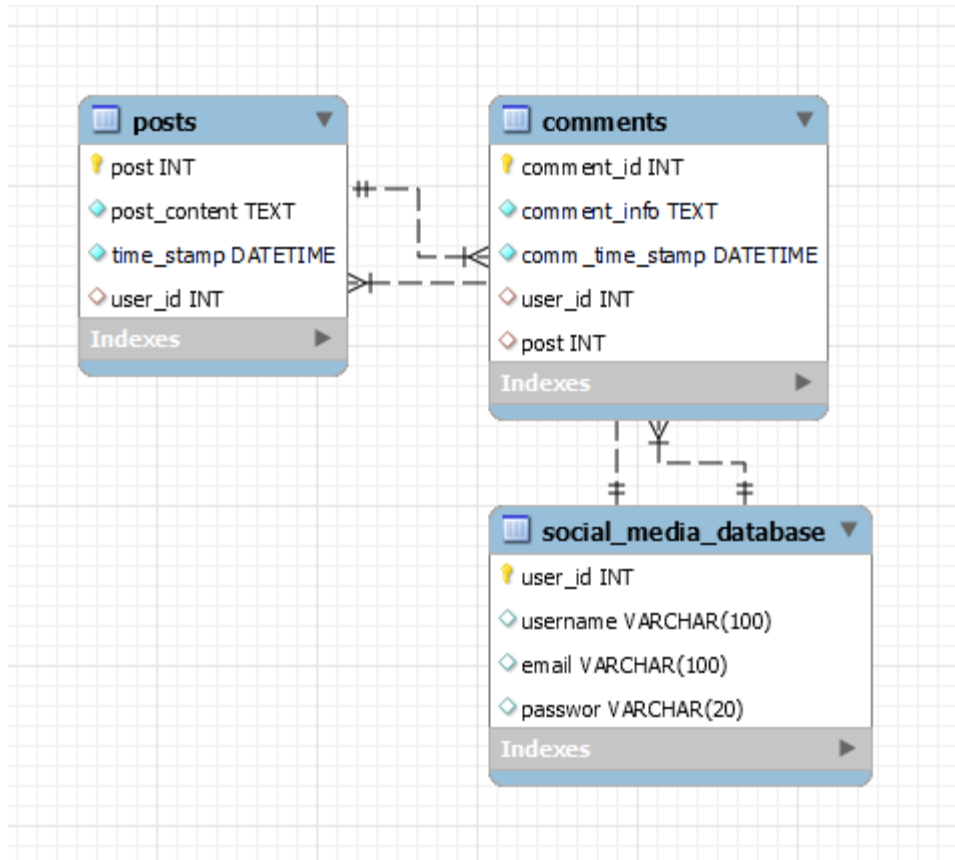 posts
post INT
post_content TEXT
time_stamp DATETIME
user_id INT
Indexes
comments
comment_id INT
comment_info TEXT
comm_time_stamp DATETIME
user_id INT
post INT
Indexes
social_media_database
user_id INT
username VARCHAR(100)
email VARCHAR(100)
passwor VARCHAR(20)
Indexes